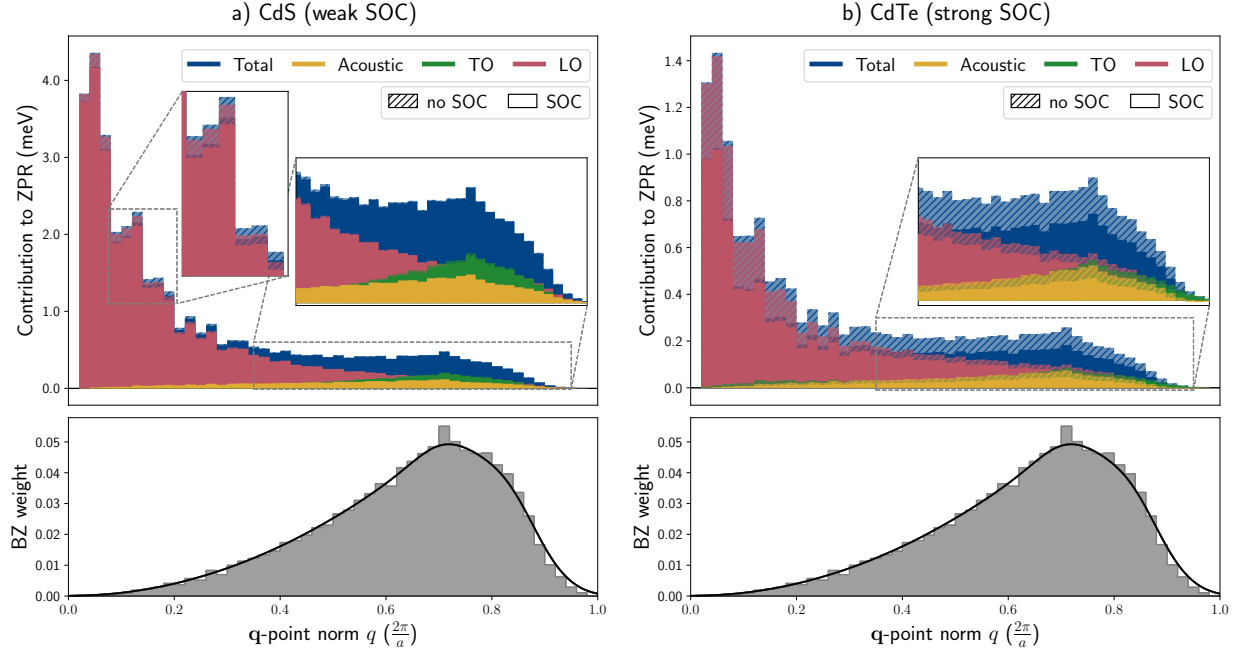 a) CdS (weak SOC)
Contribution to ZPR (meV)
4.0
3.0
2.0
1.0
0.0
Total Acoustic TO LO
no SOC SOC
BZ weight
0.05
0.04
0.03
0.02
0.01
0.00
0.0 0.2 0.4 0.6 0.8 1.0
q-point norm q (2π/a)
b) CdTe (strong SOC)
Contribution to ZPR (meV)
1.4
1.2
1.0
0.8
0.6
0.4
0.2
0.0
Total Acoustic TO LO
no SOC SOC
BZ weight
0.05
0.04
0.03
0.02
0.01
0.00
0.0 0.2 0.4 0.6 0.8 1.0
q-point norm q (2π/a)